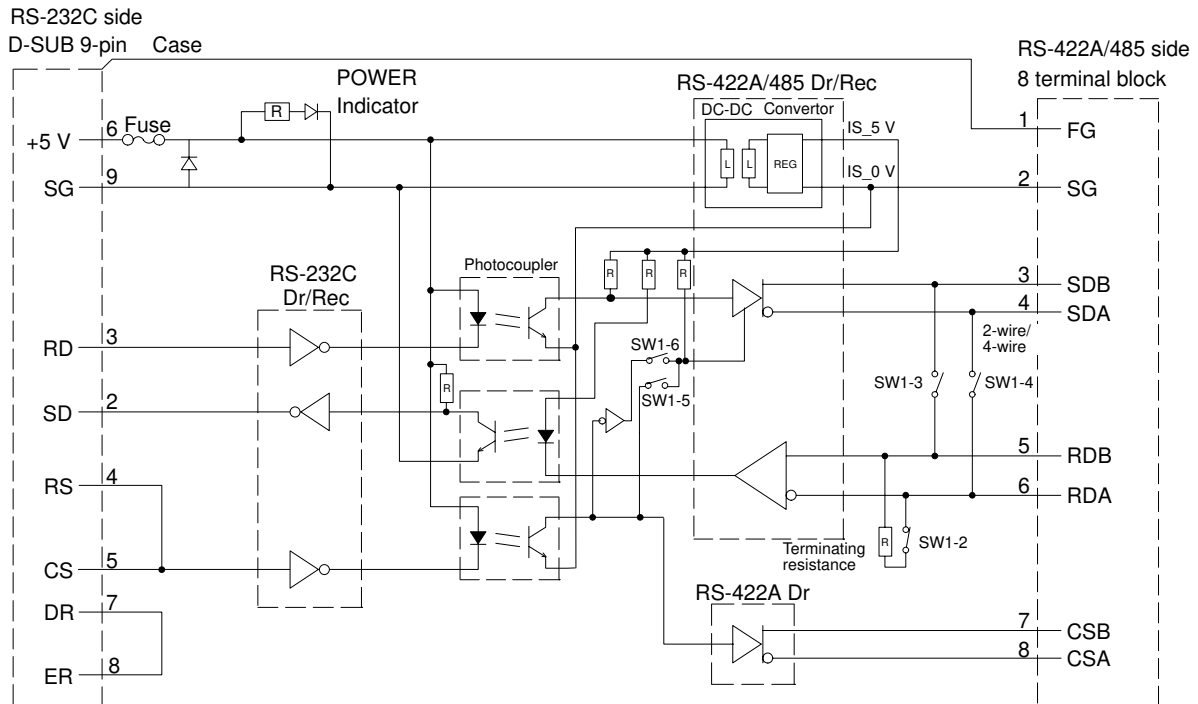 RS-232C side
D-SUB 9-pin Case
RS-422A/485 side
8 terminal block
POWER
Indicator
RS-422A/485 Dr/Rec
DC-DC Convertor
R
6 Fuse
+5 V
IS_5 V
1
FG
L
L
REG
9
SG
IS_0 V
2
SG
RS-232C
Dr/Rec
Photocoupler
R
R
R
3
SDB
4
SDA
2-wire/
4-wire
3
RD
SW1-6
SW1-5
SW1-3
SW1-4
R
2
SD
5
RDB
4
RS
6
RDA
R
SW1-2
Terminating
resistance
5
CS
RS-422A Dr
7
DR
7
CSB
8
CSA
8
ER